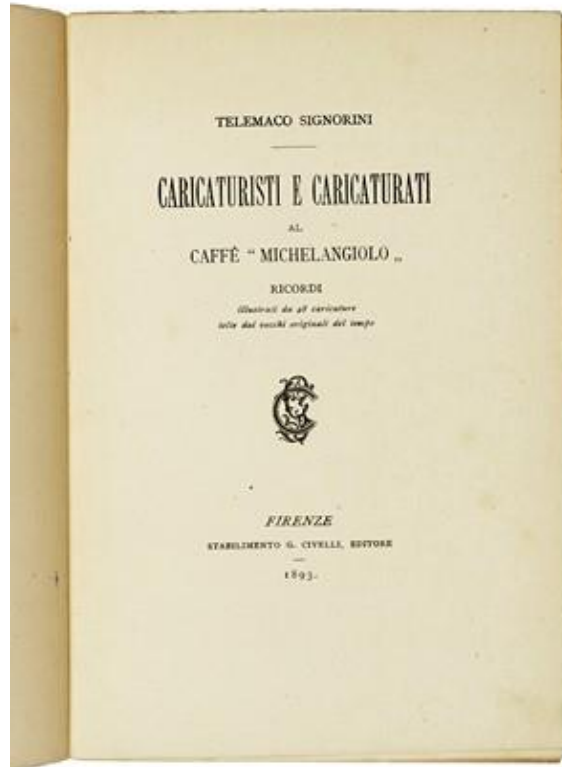 TELEMACO SIGNORINI
CARICATURISTI E CARICATURATI
AL
CAFFÈ “ MICHELANGIOLO „
RICORDI
illustrati da 48 caricature
tolte dai vecchi originali del tempo
FIRENZE
STABILIMENTO G. CIVELLI, EDITORE
1893.